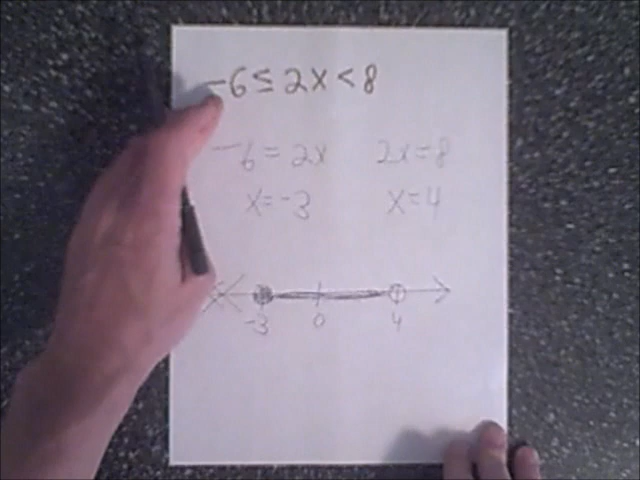 -6 ≤ 2x < 8
-6 = 2x 2x = 8
x = -3 x = 4
-3 0 4